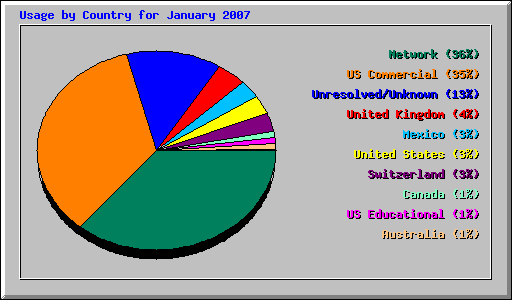 Usage by Country for January 2007
Network (36%)
US Commercial (35%)
Unresolved/Unknown (13%)
United Kingdom (4%)
Mexico (3%)
United States (3%)
Switzerland (3%)
Canada (1%)
US Educational (1%)
Australia (1%)